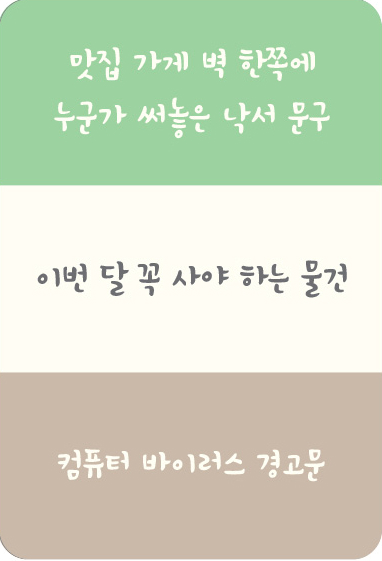 맛집 가게 벽 한쪽에
누군가 써놓은 낙서 문구
이번 달 꼭 사야 하는 물건
컴퓨터 바이러스 경고문